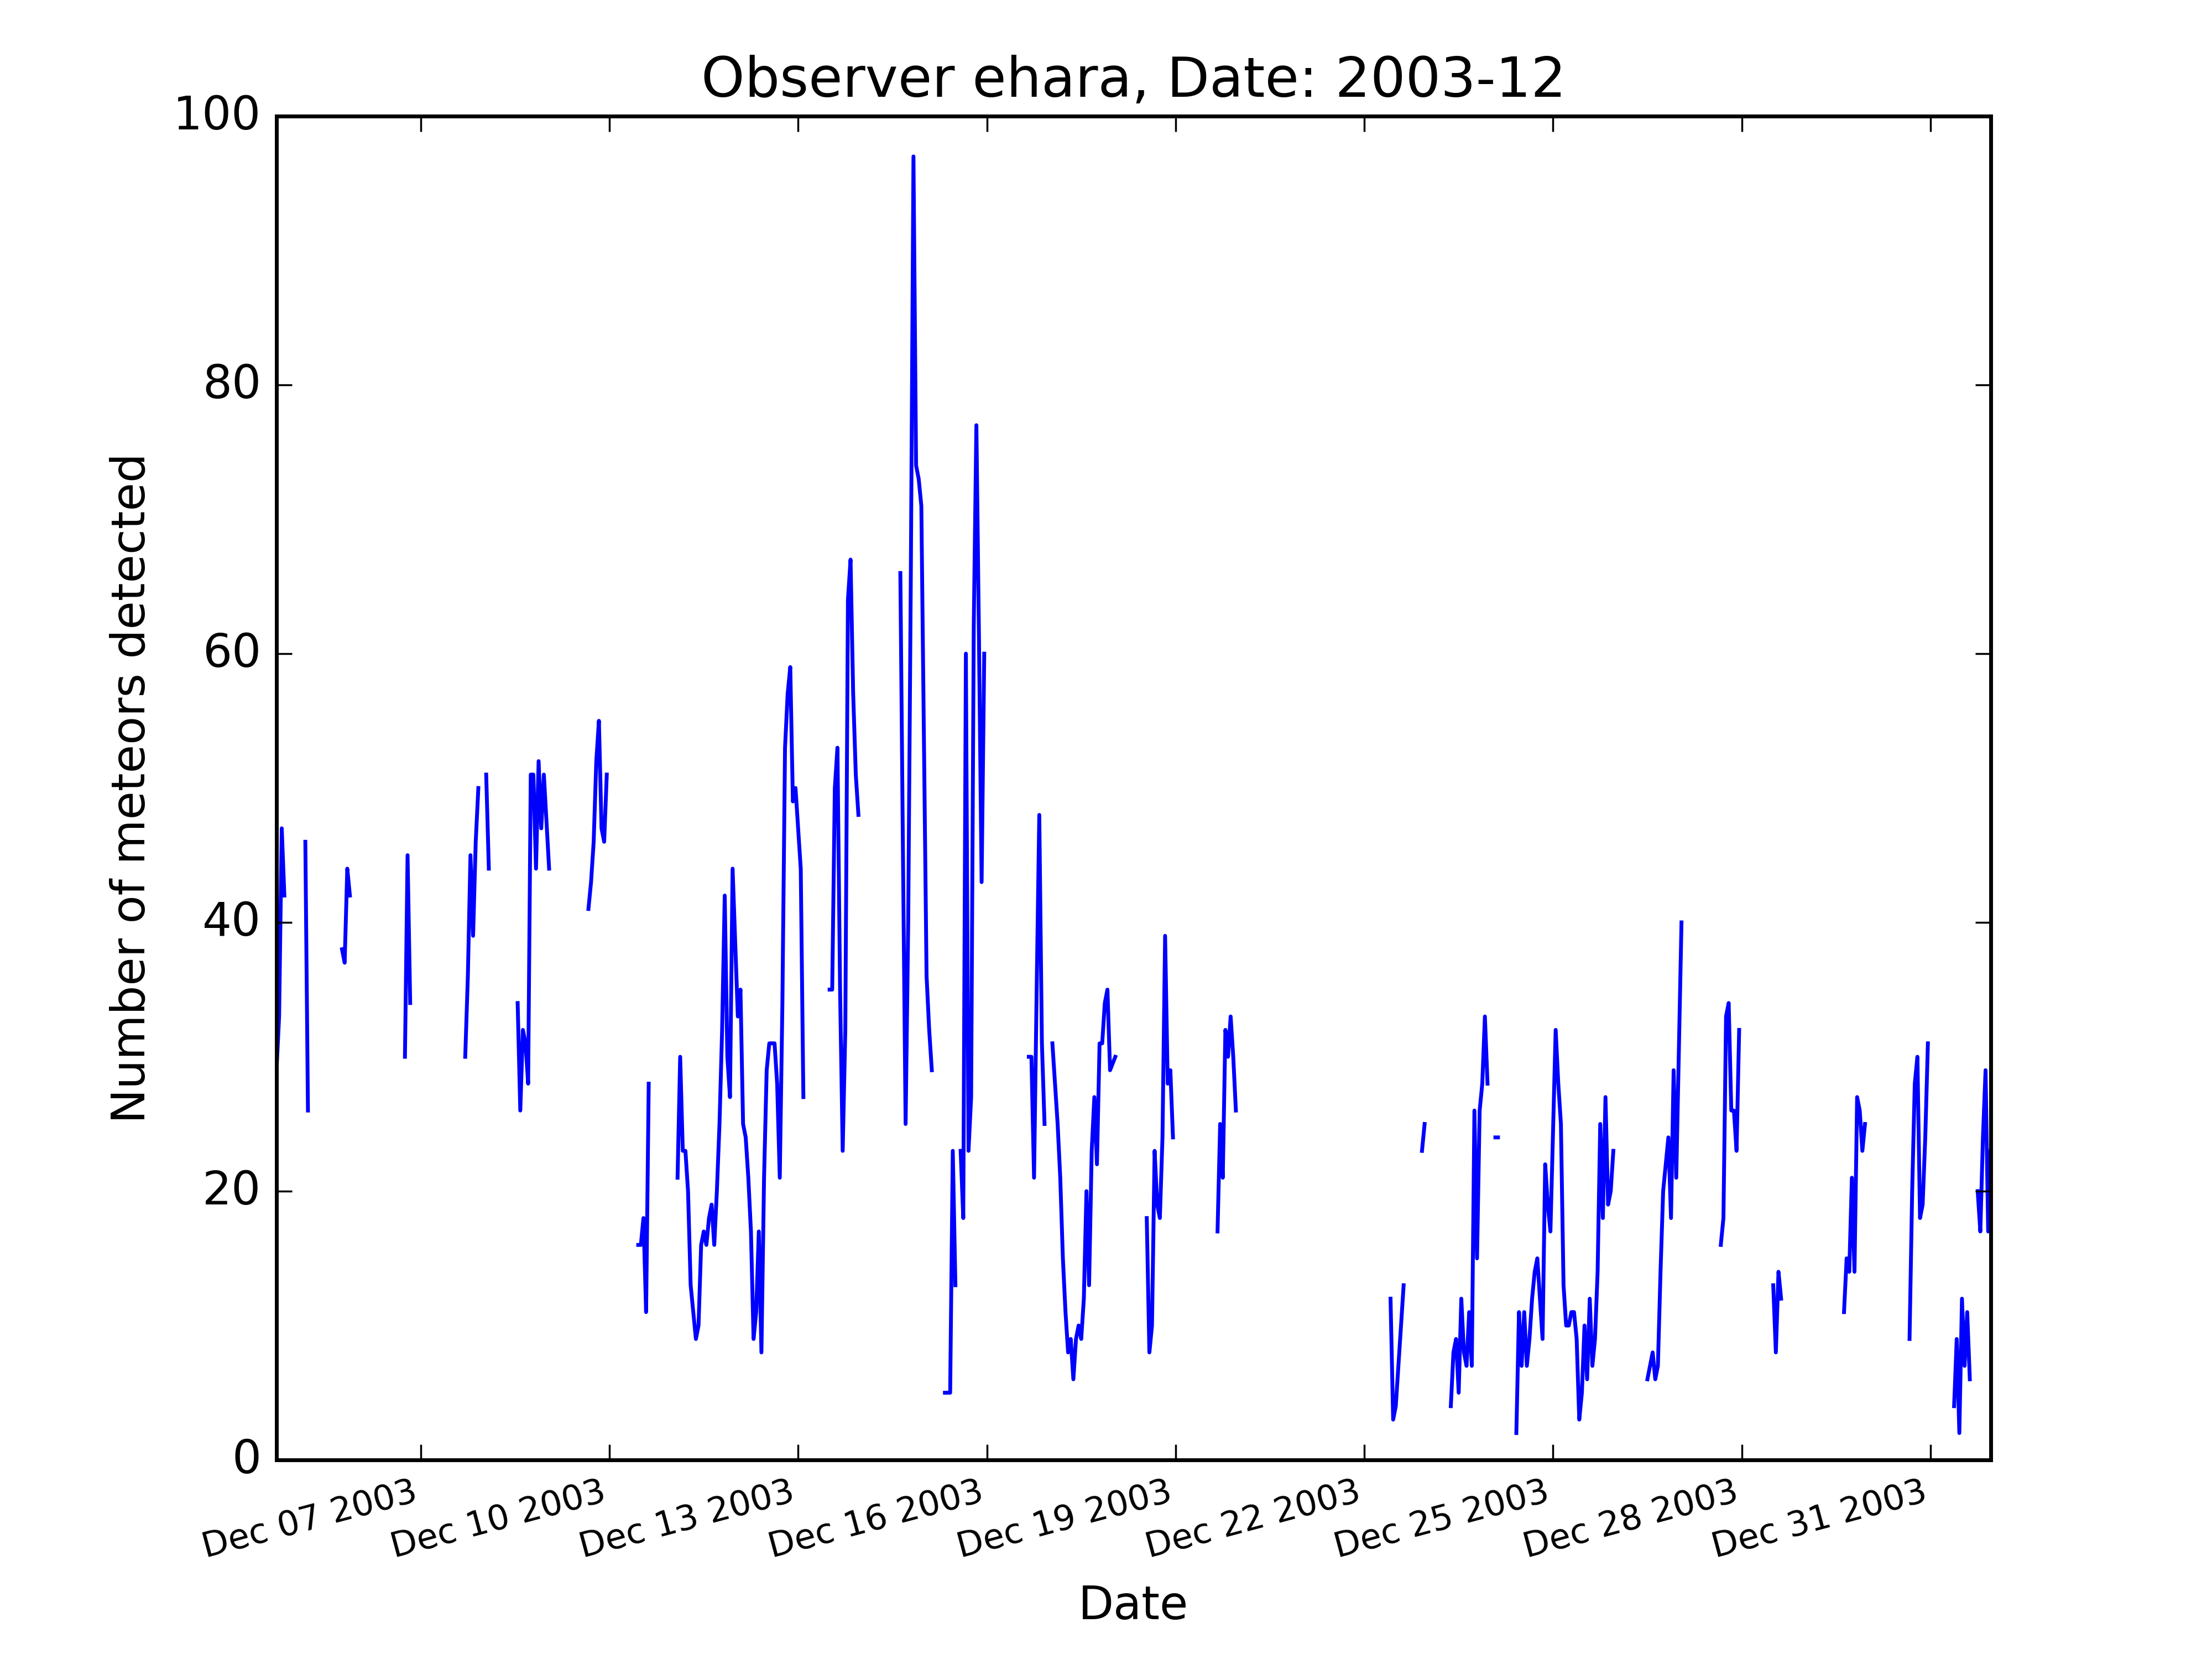 Observer ehara, Date: 2003-12
100
80
60
40
20
0
Number of meteors detected
Dec 07 2003
Dec 10 2003
Dec 13 2003
Dec 16 2003
Dec 19 2003
Dec 22 2003
Dec 25 2003
Dec 28 2003
Dec 31 2003
Date